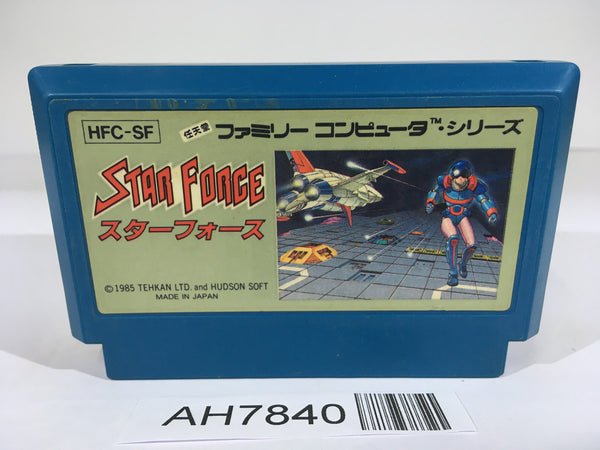 HFC-SF
任天堂 ファミリー コンピュータ™・シリーズ
STAR FORCE
スターフォース
©1985 TEHKAN LTD. and HUDSON SOFT
MADE IN JAPAN
AH7840